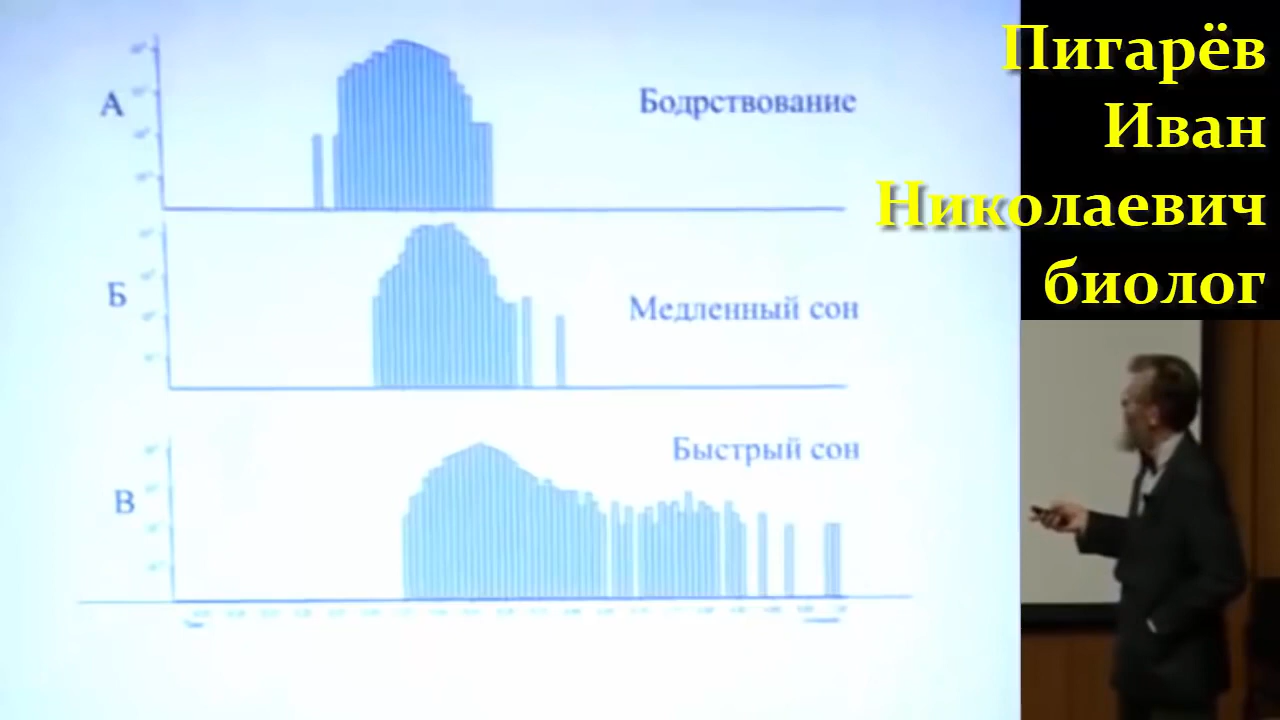 Пигарёв
Иван
Николаевич
биолог
А
Бодрствование
Б
Медленный сон
Быстрый сон
В